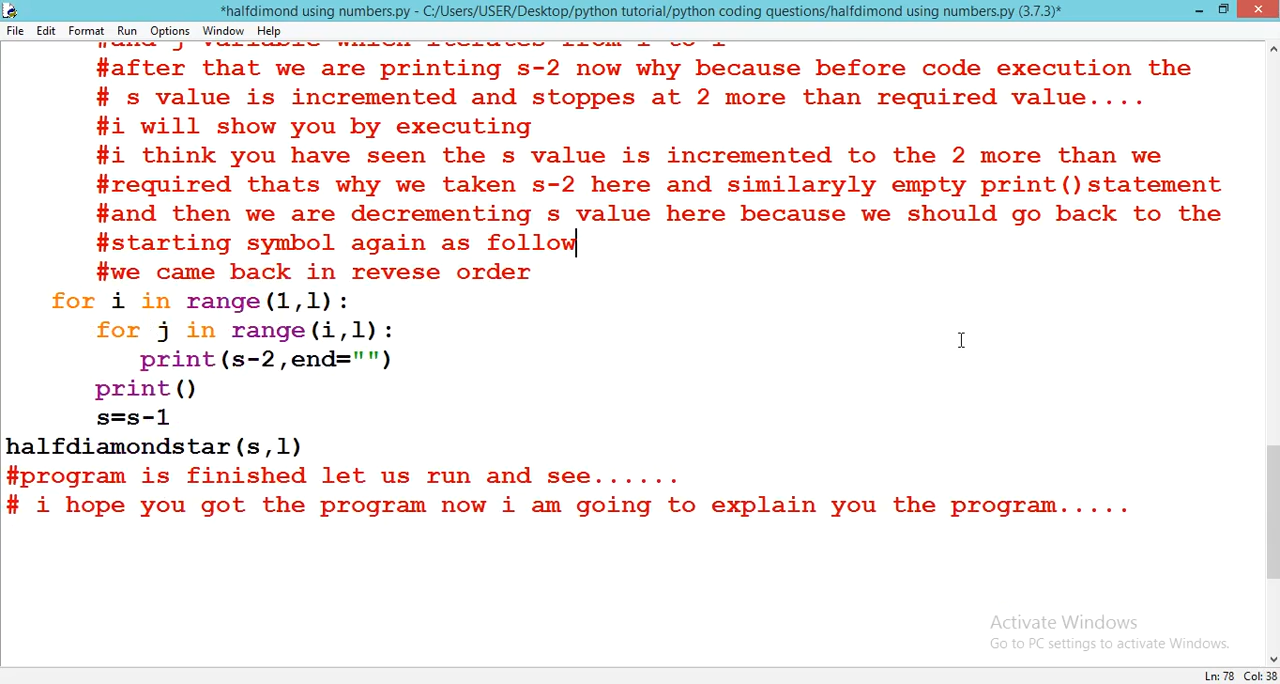 *halfdimond using numbers.py - C:/Users/USER/Desktop/python tutorial/python coding questions/halfdimond using numbers.py (3.7.3)*
File Edit Format Run Options Window Help
#after that we are printing s-2 now why because before code execution the
# s value is incremented and stoppes at 2 more than required value....
#i will show you by executing
#i think you have seen the s value is incremented to the 2 more than we
#required thats why we taken s-2 here and similaryly empty print()statement
#and then we are decrementing s value here because we should go back to the
#starting symbol again as follow
#we came back in revese order
for i in range(1,l):
for j in range(i,l):
print(s-2,end="")
print()
s=s-1
halfdiamondstar(s,l)
#program is finished let us run and see......
# i hope you got the program now i am going to explain you the program.....
Activate Windows
Go to PC settings to activate Windows.
Ln: 78 Col: 38